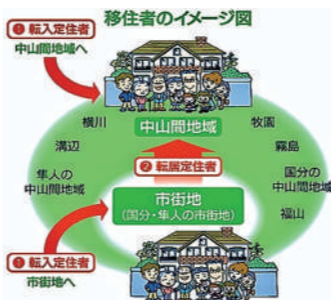 移住者のイメージ図
❶ 転入定住者
中山間地域へ
横川
中山間地域
牧園
溝辺
霧島
❷ 転居定住者
隼人の
中山間地域
国分の
中山間地域
市街地
(国分・隼人の市街地)
福山
❶ 転入定住者
市街地へ